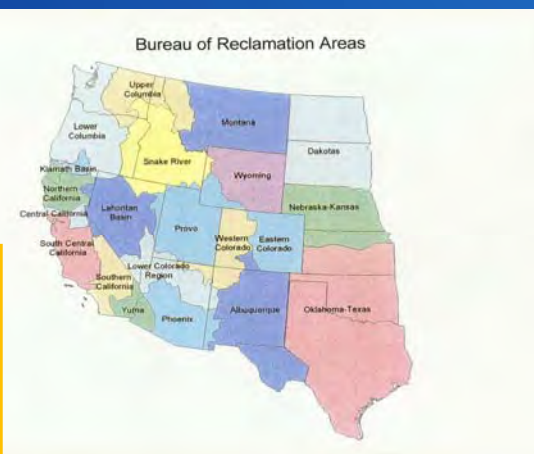 Bureau of Reclamation Areas
Upper
Columbia
Montana
Lower
Columbia
Dakotas
Snake River
Klamath Basin
Wyoming
Northern
California
Lahontan
Basin
Nebraska-Kansas
Central California
Provo
Western
Colorado
Eastern
Colorado
South Central
California
Lower Colorado
Region
Southern
California
Yuma
Phoenix
Albuquerque
Oklahoma-Texas